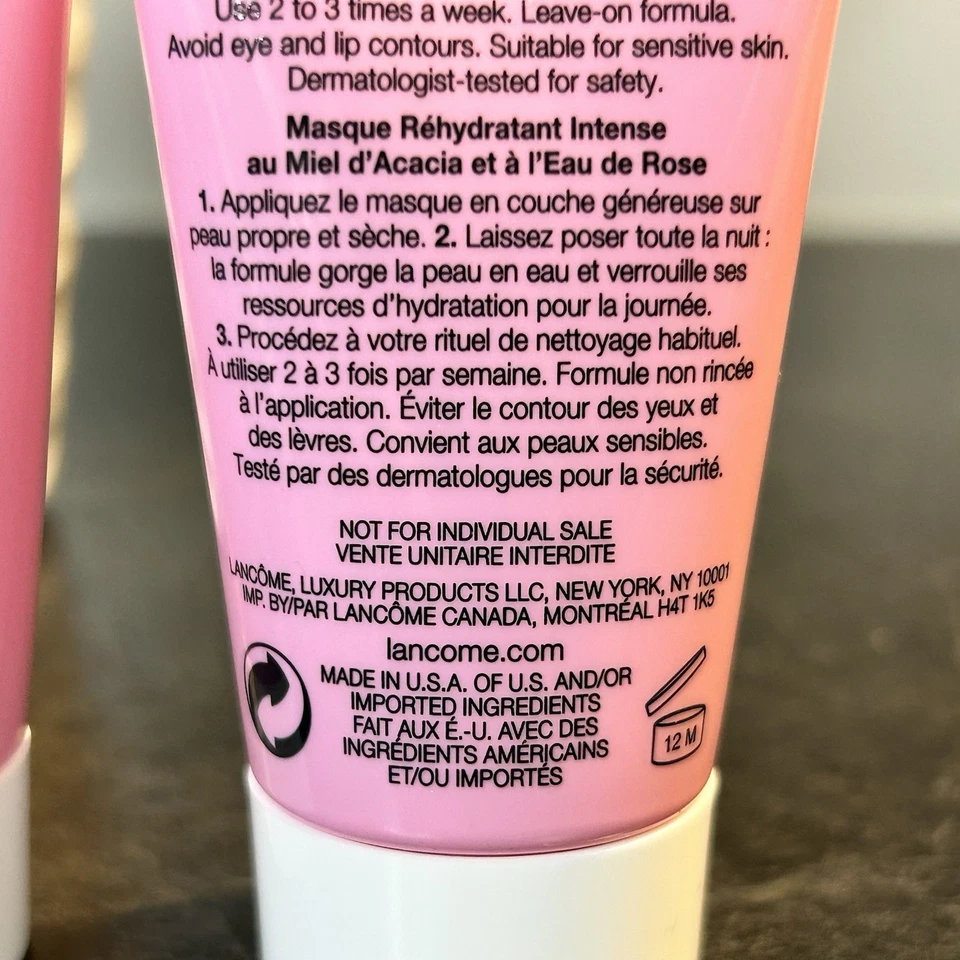 Use 2 to 3 times a week. Leave-on formula.
Avoid eye and lip contours. Suitable for sensitive skin.
Dermatologist-tested for safety.
Masque Réhydratant Intense
au Miel d'Acacia et à l'Eau de Rose
1. Appliquez le masque en couche généreuse sur
peau propre et sèche. 2. Laissez poser toute la nuit :
la formule gorge la peau en eau et verrouille ses
ressources d'hydratation pour la journée.
3. Procédez à votre rituel de nettoyage habituel.
À utiliser 2 à 3 fois par semaine. Formule non rincée
à l'application. Éviter le contour des yeux et
des lèvres. Convient aux peaux sensibles.
Testé par des dermatologues pour la sécurité.
NOT FOR INDIVIDUAL SALE
VENTE UNITAIRE INTERDITE
LANCÔME, LUXURY PRODUCTS LLC, NEW YORK, NY 10001
IMP. BY/PAR LANCÔME CANADA, MONTRÉAL H4T 1K5
lancome.com
MADE IN U.S.A. OF U.S. AND/OR
IMPORTED INGREDIENTS
FAIT AUX É.-U. AVEC DES
INGRÉDIENTS AMÉRICAINS
ET/OU IMPORTÉS
12 M